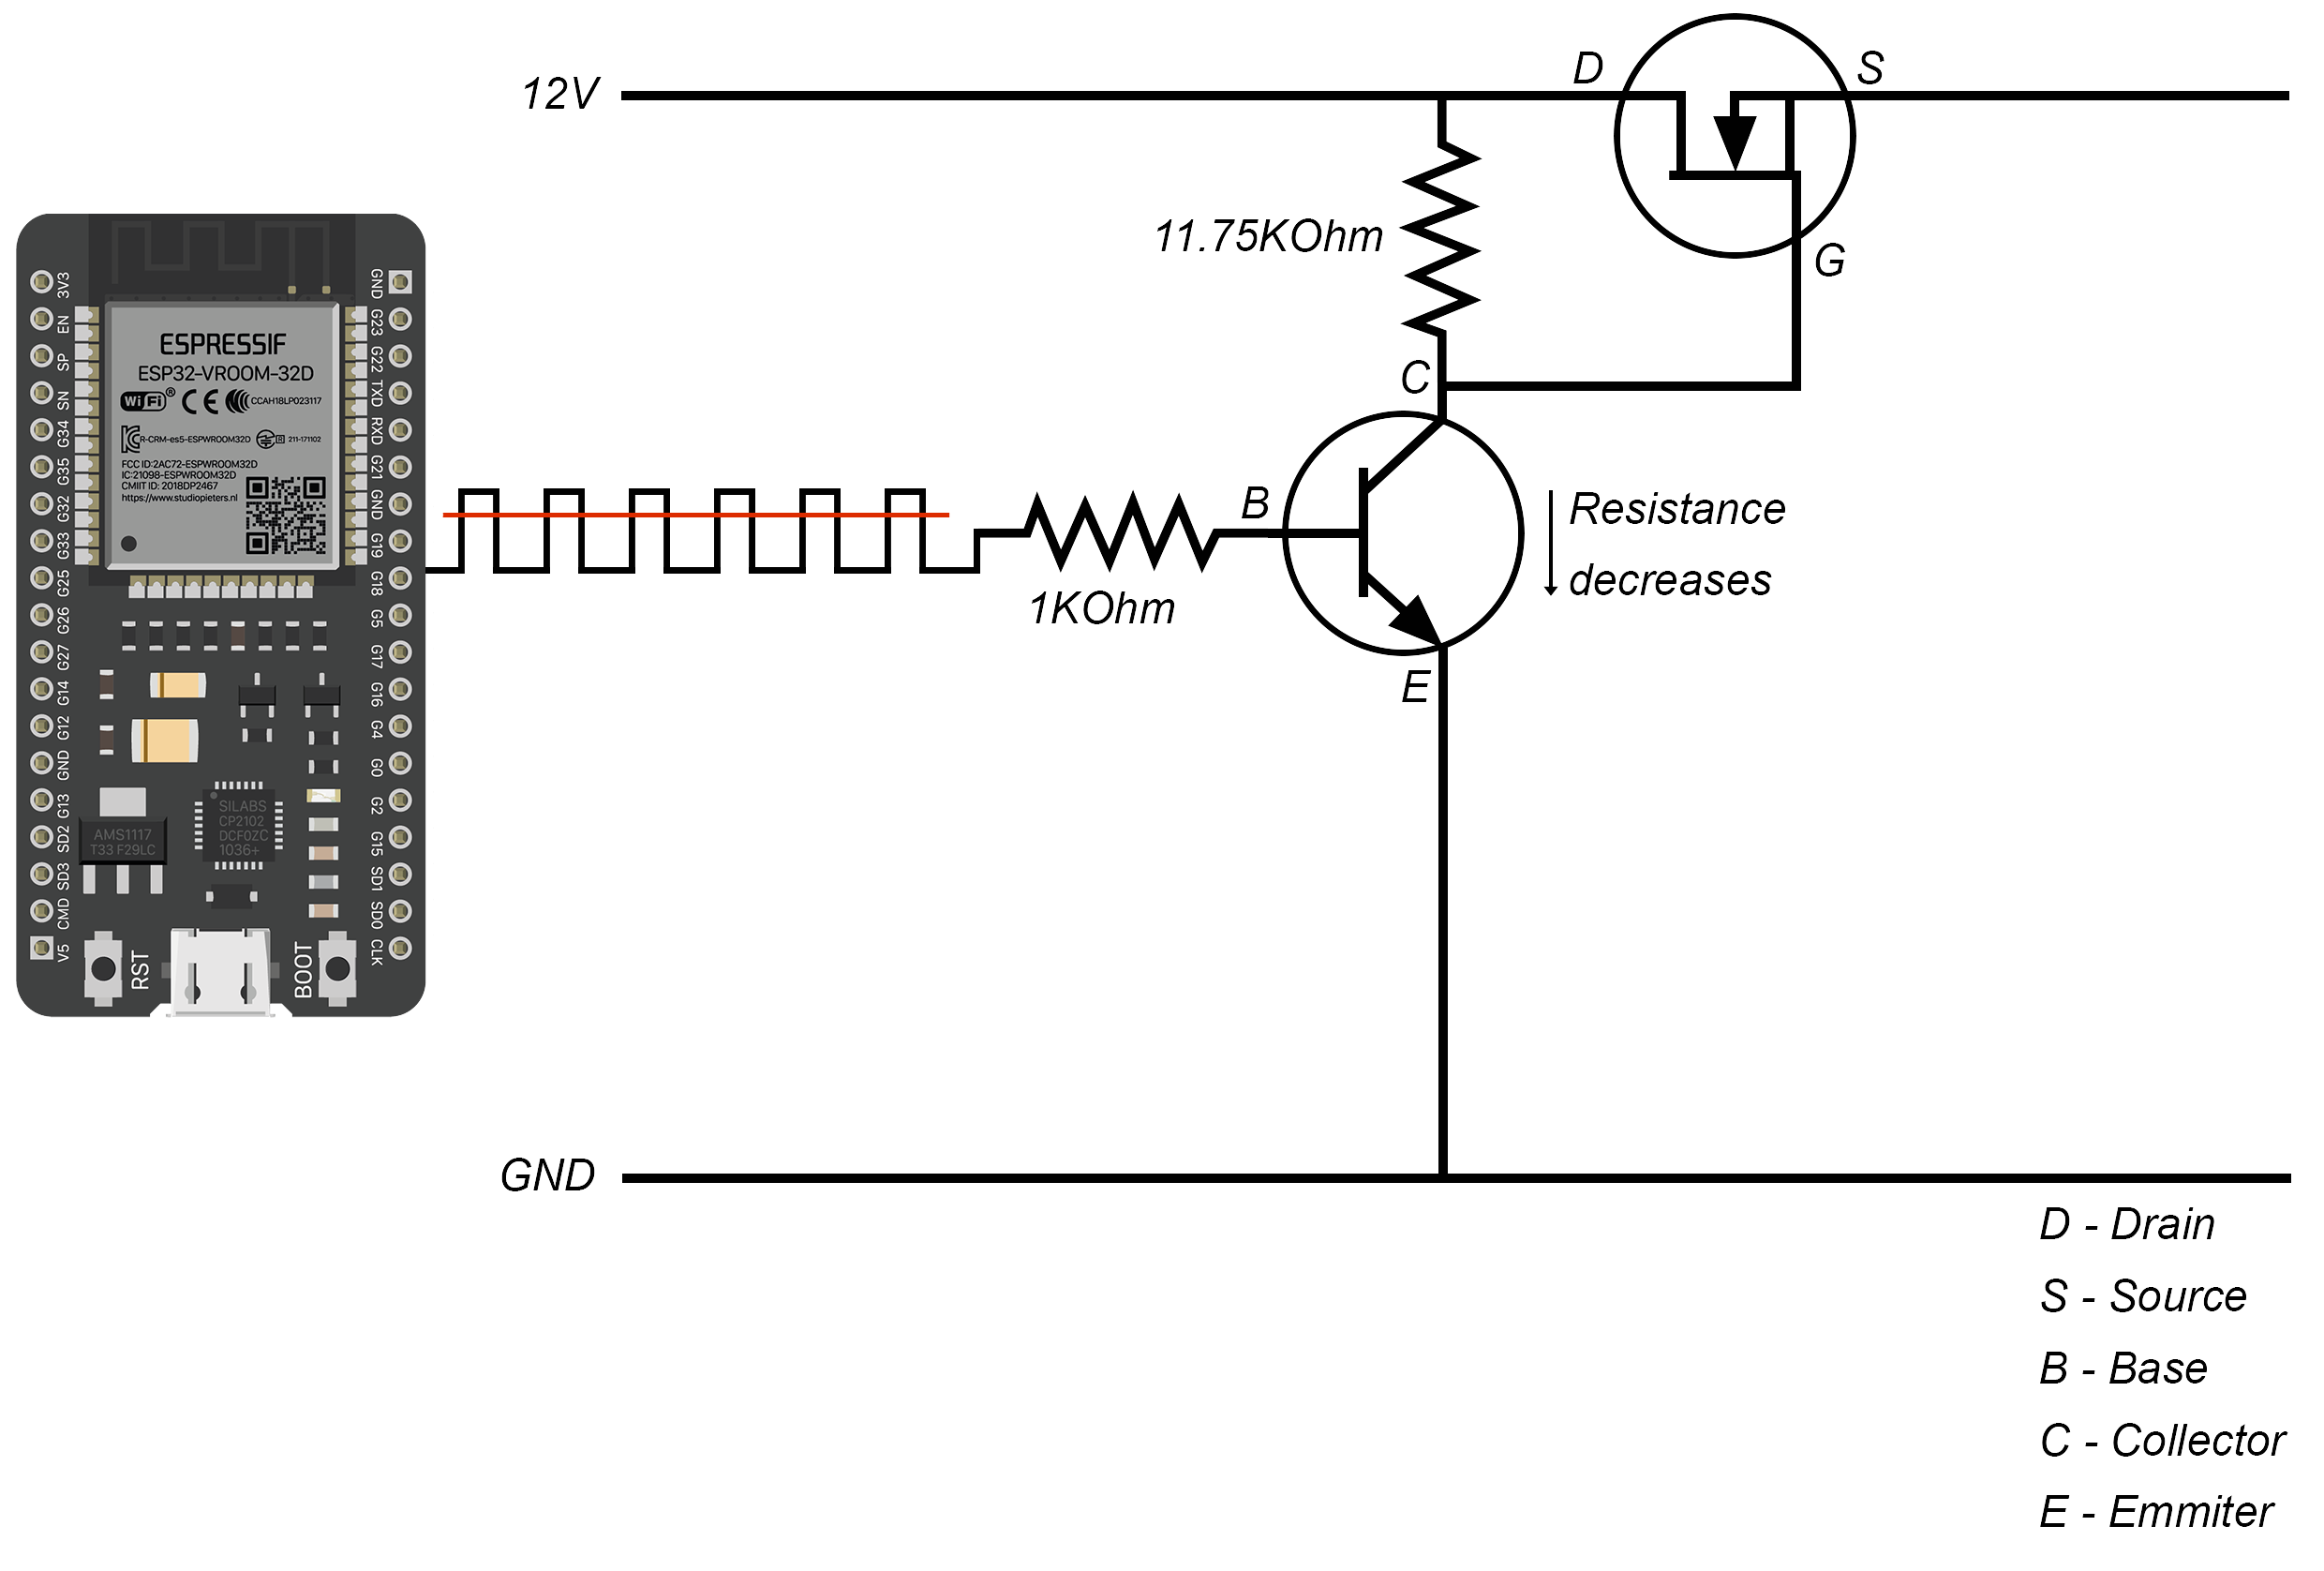 12V
D
S
G
11.75KOhm
C
B
E
1KOhm
Resistance
decreases
GND
D - Drain
S - Source
B - Base
C - Collector
E - Emmiter
3V3
EN
SP
SN
G34
G35
G32
G33
G25
G26
G27
G14
G12
GND
G13
SD2
SD3
CMD
V5
GND
G23
G22
TXD
RXD
G21
GND
G19
G18
G5
G17
G16
G4
G0
G2
G15
SD1
SD0
CLK
ESPRESSIF
ESP32-VROOM-32D
WiFi ® CE CCAH18LP023117
R-CRM-es5-ESPWROOM32D R 211-171102
FCC ID:2AC72-ESPWROOM32D
IC:21098-ESPWROOM32D
CMIIT ID: 2018DP2467
https://www.studiopieters.nl
AMS1117
T33 F29LC
SILABS
CP2102
DCF0ZC
1036+
RST
BOOT